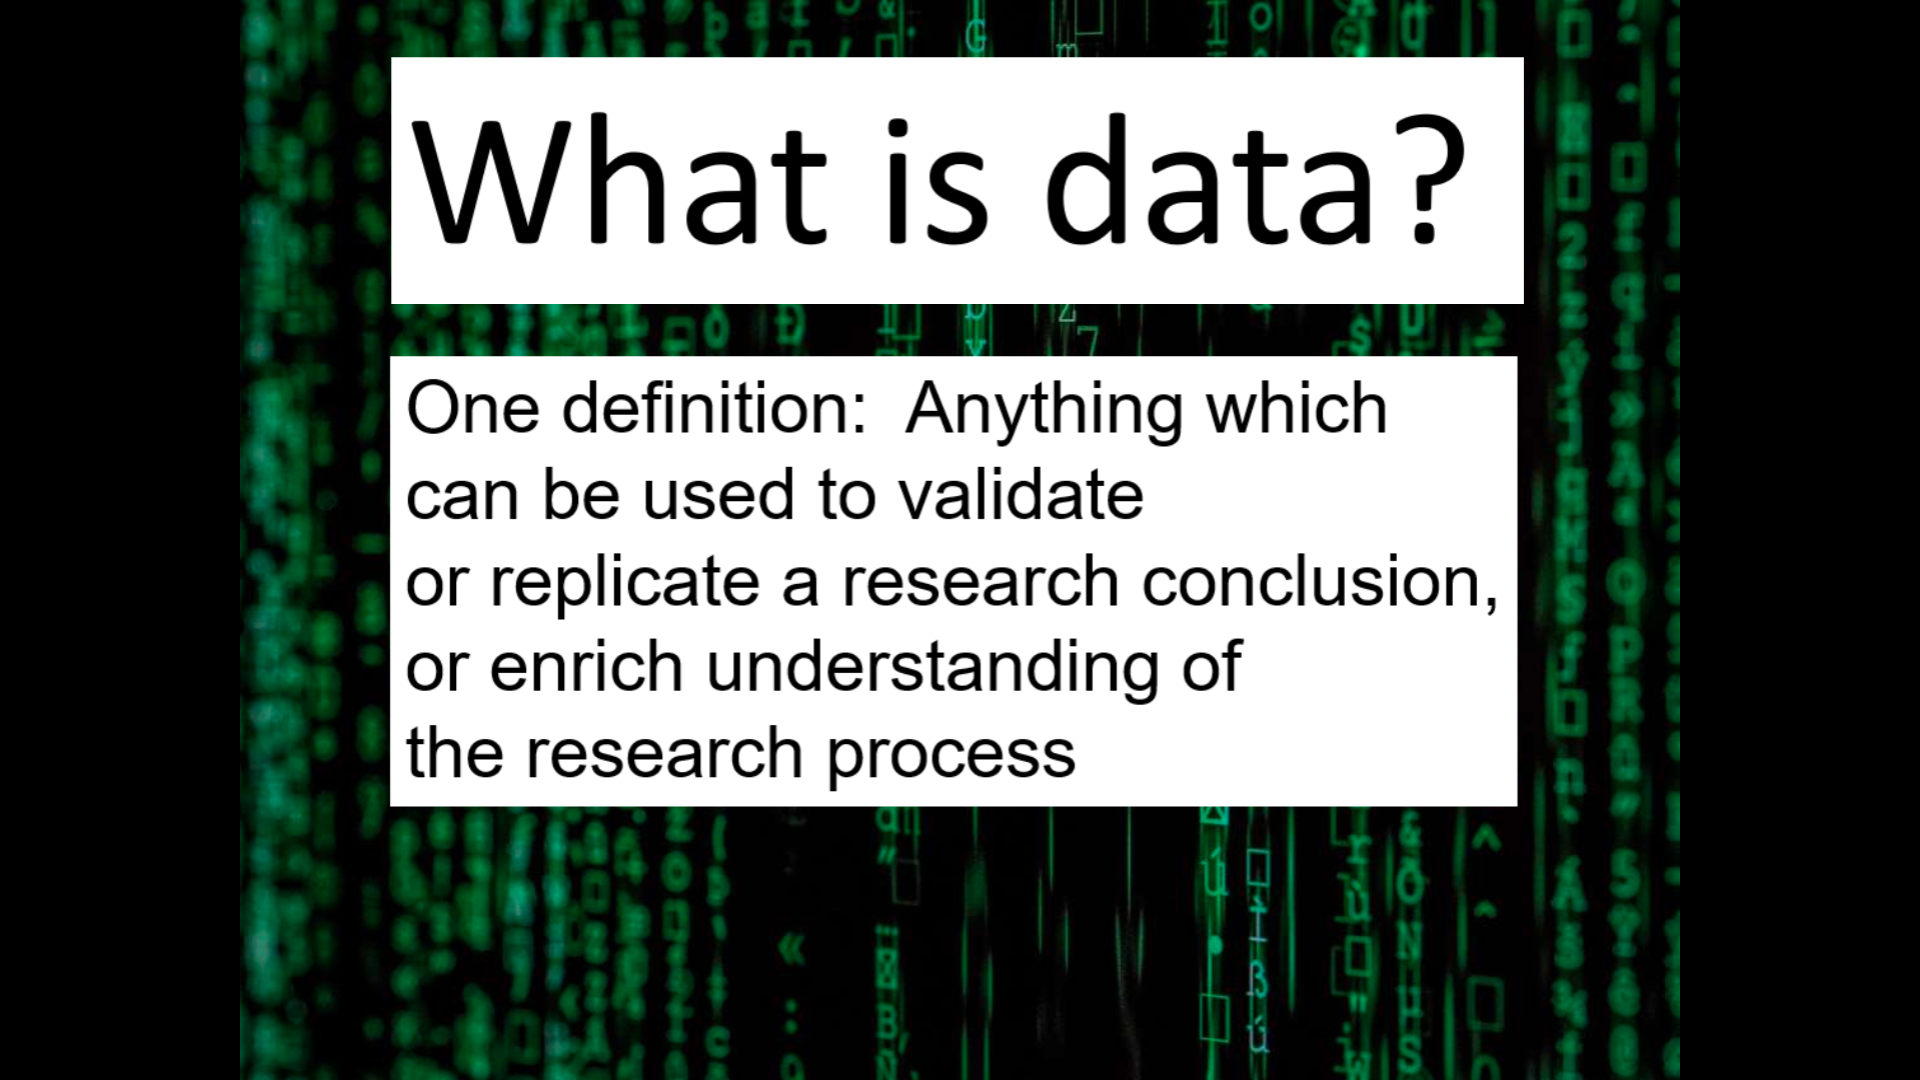 What is data?
One definition:  Anything which
can be used to validate
or replicate a research conclusion,
or enrich understanding of
the research process